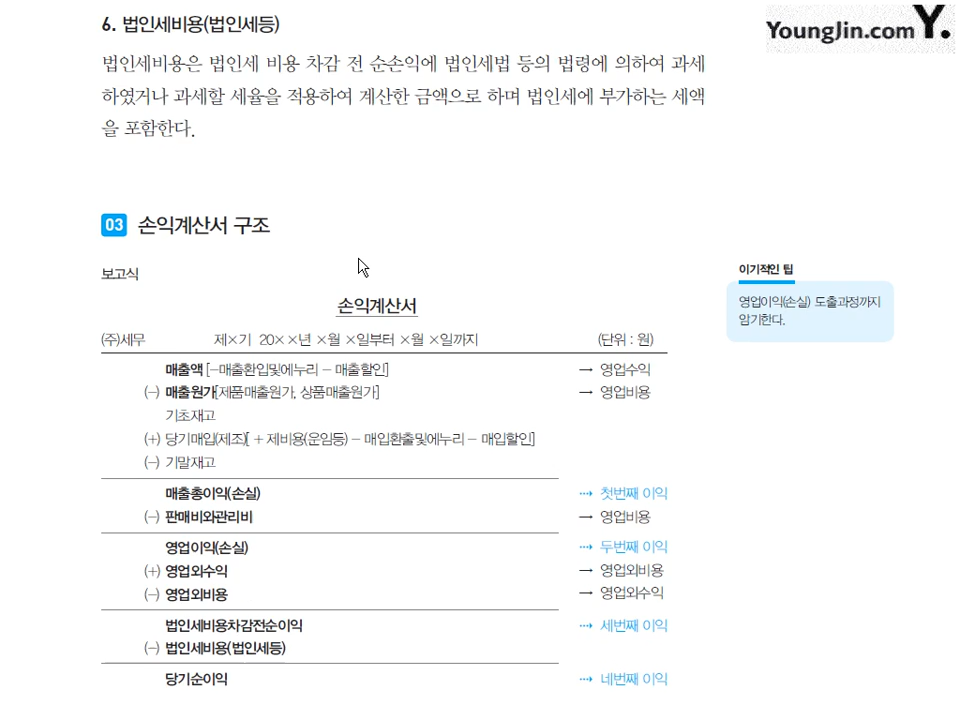 6. 법인세비용(법인세등)
YoungJin.com Y.
법인세비용은 법인세 비용 차감 전 순손익에 법인세법 등의 법령에 의하여 과세
하였거나 과세할 세율을 적용하여 계산한 금액으로 하며 법인세에 부가하는 세액
을 포함한다.
03 손익계산서 구조
보고식
이기적인 팁
영업이익(손실) 도출과정까지
암기한다.
손익계산서
(주)세무 제×기 20××년 ×월 ×일부터 ×월 ×일까지 (단위 : 원)
매출액 [-매출환입및에누리 - 매출할인] → 영업수익
(-) 매출원가[제품매출원가, 상품매출원가] → 영업비용
기초재고
(+) 당기매입(제조)[ + 제비용(운임등) - 매입환출및에누리 - 매입할인]
(-) 기말재고
매출총이익(손실) ⇢ 첫번째 이익
(-) 판매비와관리비 → 영업비용
영업이익(손실) ⇢ 두번째 이익
(+) 영업외수익 → 영업외비용
(-) 영업외비용 → 영업외수익
법인세비용차감전순이익 ⇢ 세번째 이익
(-) 법인세비용(법인세등)
당기순이익 ⇢ 네번째 이익